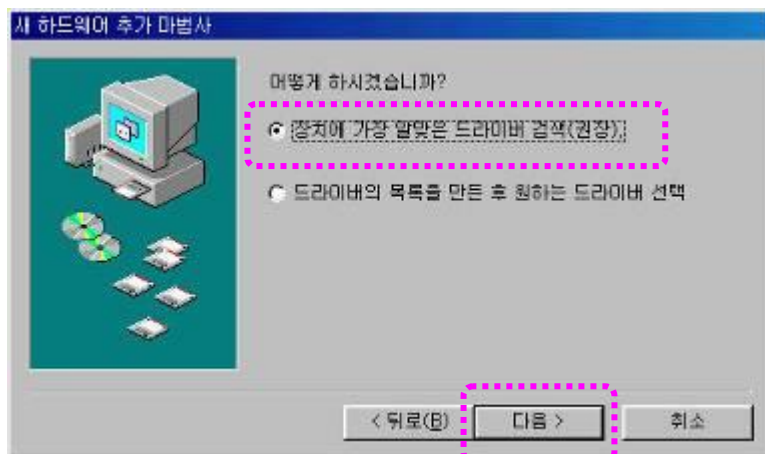 새 하드웨어 추가 마법사
어떻게 하시겠습니까?
장치에 가장 알맞은 드라이버 검색(권장).
드라이버의 목록을 만든 후 원하는 드라이버 선택
< 뒤로(B)
다음 >
취소